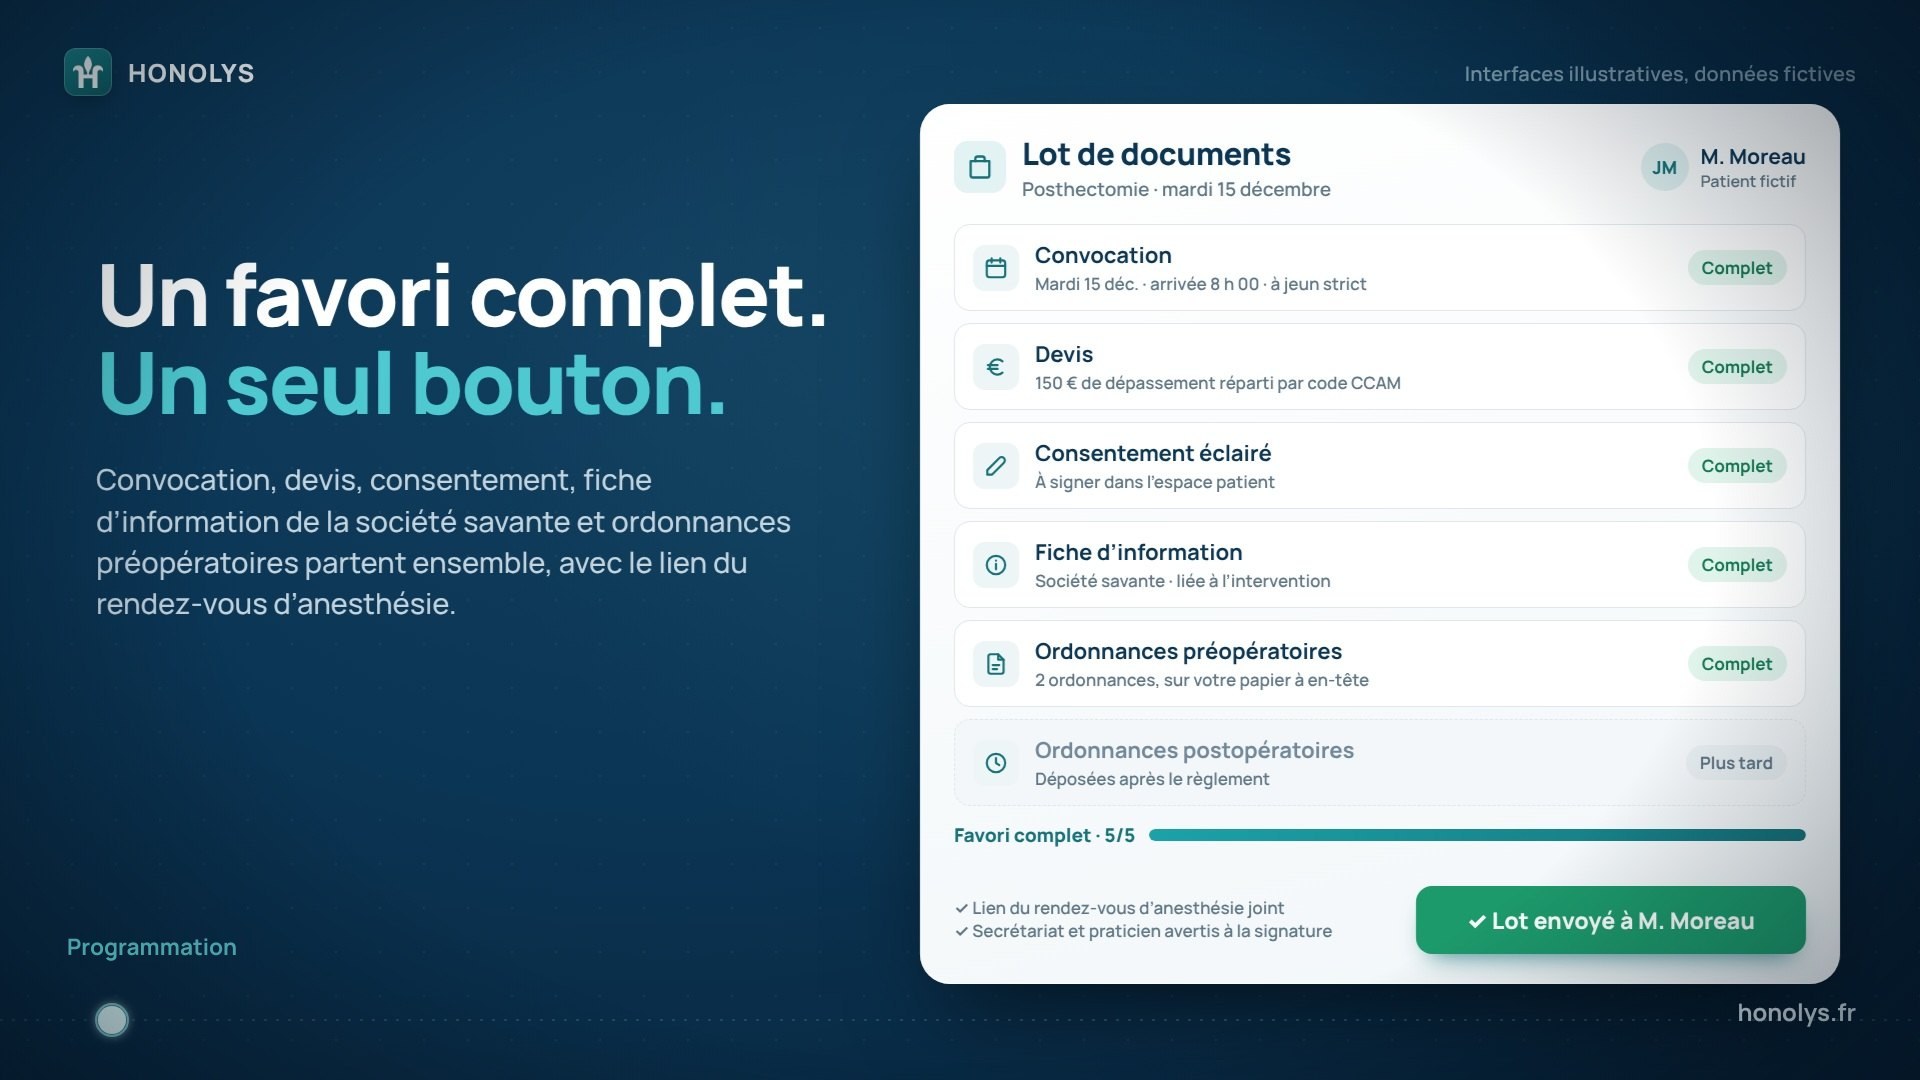 HONOLYS
Interfaces illustratives, données fictives
Un favori complet.
Un seul bouton.
Convocation, devis, consentement, fiche
d’information de la société savante et ordonnances
préopératoires partent ensemble, avec le lien du
rendez-vous d’anesthésie.
Programmation
Lot de documents
Posthectomie · mardi 15 décembre
JM
M. Moreau
Patient fictif
Convocation
Mardi 15 déc. · arrivée 8 h 00 · à jeun strict
Complet
Devis
150 € de dépassement réparti par code CCAM
Complet
Consentement éclairé
À signer dans l’espace patient
Complet
Fiche d’information
Société savante · liée à l’intervention
Complet
Ordonnances préopératoires
2 ordonnances, sur votre papier à en-tête
Complet
Ordonnances postopératoires
Déposées après le règlement
Plus tard
Favori complet · 5/5
✓ Lien du rendez-vous d’anesthésie joint
✓ Secrétariat et praticien avertis à la signature
✓ Lot envoyé à M. Moreau
honolys.fr